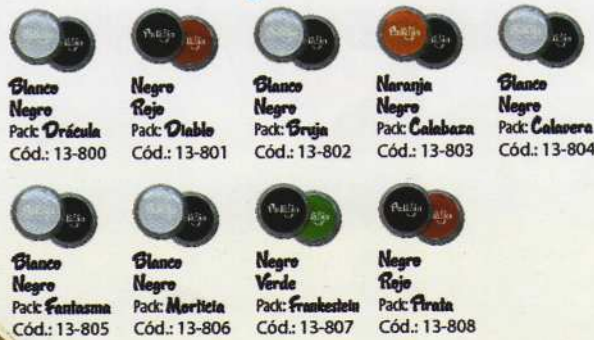 Blanco
Negro
Pack: Drácula
Cód.: 13-800
Negro
Rojo
Pack: Diablo
Cód.: 13-801
Blanco
Negro
Pack: Bruja
Cód.: 13-802
Naranja
Negro
Pack: Calabaza
Cód.: 13-803
Blanco
Negro
Pack: Calavera
Cód.: 13-804
Blanco
Negro
Pack: Fantasma
Cód.: 13-805
Blanco
Negro
Pack: Morticia
Cód.: 13-806
Negro
Verde
Pack: Frankestein
Cód.: 13-807
Negro
Rojo
Pack: Pirata
Cód.: 13-808